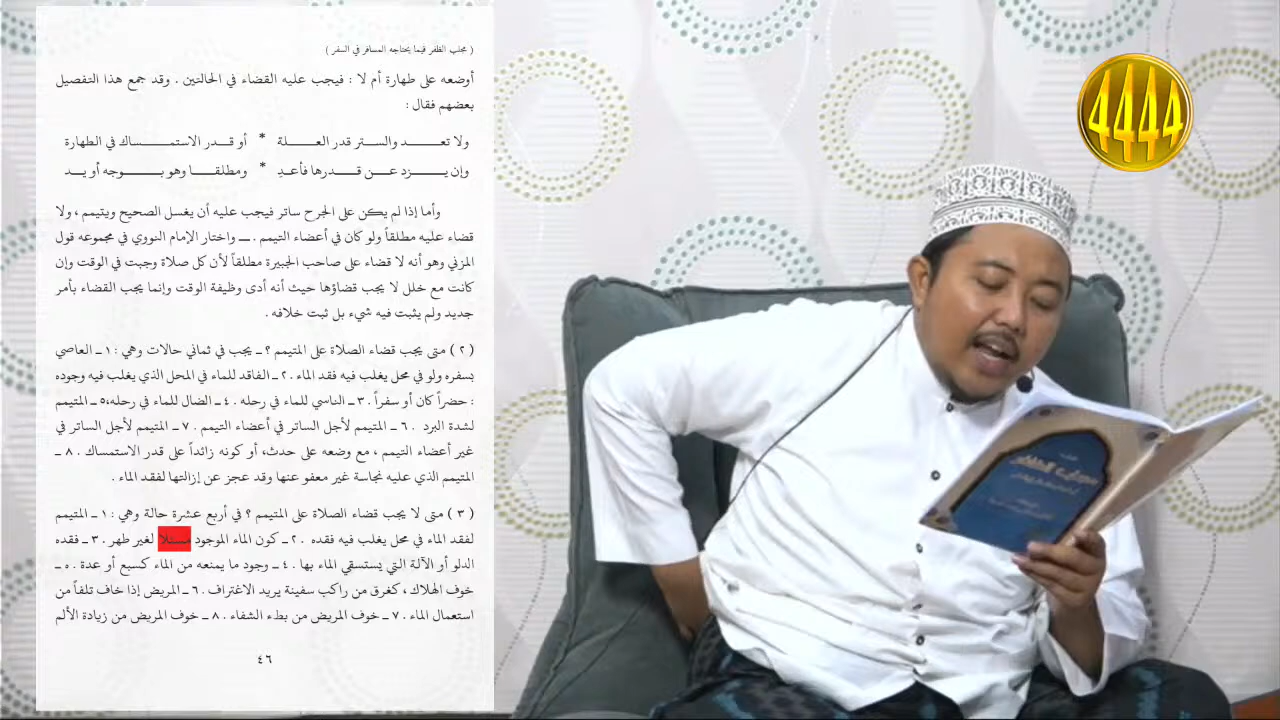 ( مجلب الظفر فيما يحتاجه المسافر في السفر )
أوضعه على طهارة أم لا : فيجب عليه القضاء في الحالتين . وقد جمع هذا التفصيل
بعضهم فقال :
ولا تعــد والستر قدر العلة * أو قدر الاستمساك في الطهارة
وإن يزد عن قدرها فأعد * ومطلقا وهو بوجه أو يد
وأما إذا لم يكن على الجرح ساتر فيجب عليه أن يغسل الصحيح ويتيمم ، ولا
قضاء عليه مطلقاً ولو كان في أعضاء التيمم . ــ واختار الإمام النووي في مجموعه قول
المزني وهو أنه لا قضاء على صاحب الجبيرة مطلقاً لأن كل صلاة وجبت في الوقت وإن
كانت مع خلل لا يجب قضاؤها حيث أنه أدى وظيفة الوقت وإنما يجب القضاء بأمر
جديد ولم يثبت فيه شيء بل ثبت خلافه .
( ٢ ) متى يجب قضاء الصلاة على المتيمم ؟ ـ يجب في ثماني حالات وهي : ١ ـ العاصي
بسفره ولو في محل يغلب فيه فقد الماء . ٢ ـ الفاقد للماء في المحل الذي يغلب فيه وجوده
: حضراً كان أو سفراً . ٣ ـ الناسي للماء في رحله . ٤ ـ الضال للماء في رحله،٥ ـ المتيمم
لشدة البرد . ٦ ـ المتيمم لأجل الساتر في أعضاء التيمم . ٧ ـ المتيمم لأجل الساتر في
غير أعضاء التيمم ، مع وضعه على حدث، أو كونه زائداً على قدر الاستمساك . ٨ ـ
المتيمم الذي عليه نجاسة غير معفو عنها وقد عجز عن إزالتها لفقد الماء .
( ٣ ) متى لا يجب قضاء الصلاة على المتيمم ؟ في أربع عشرة حالة وهي : ١ ـ المتيمم
لفقد الماء في محل يغلب فيه فقده . ٢ ـ كون الماء الموجود مسبلا لغير طهر . ٣ ـ فقده
الدلو أو الآلة التي يستسقي الماء بها . ٤ ـ وجود ما يمنعه من الماء كسبع أو عدة . ٥ ـ
خوف الهلاك ، كغرق من راكب سفينة يريد الاغتراف . ٦ ـ المريض إذا خاف تلفاً من
استعمال الماء . ٧ ـ خوف المريض من بطء الشفاء . ٨ ـ خوف المريض من زيادة الألم
٤٦
4444